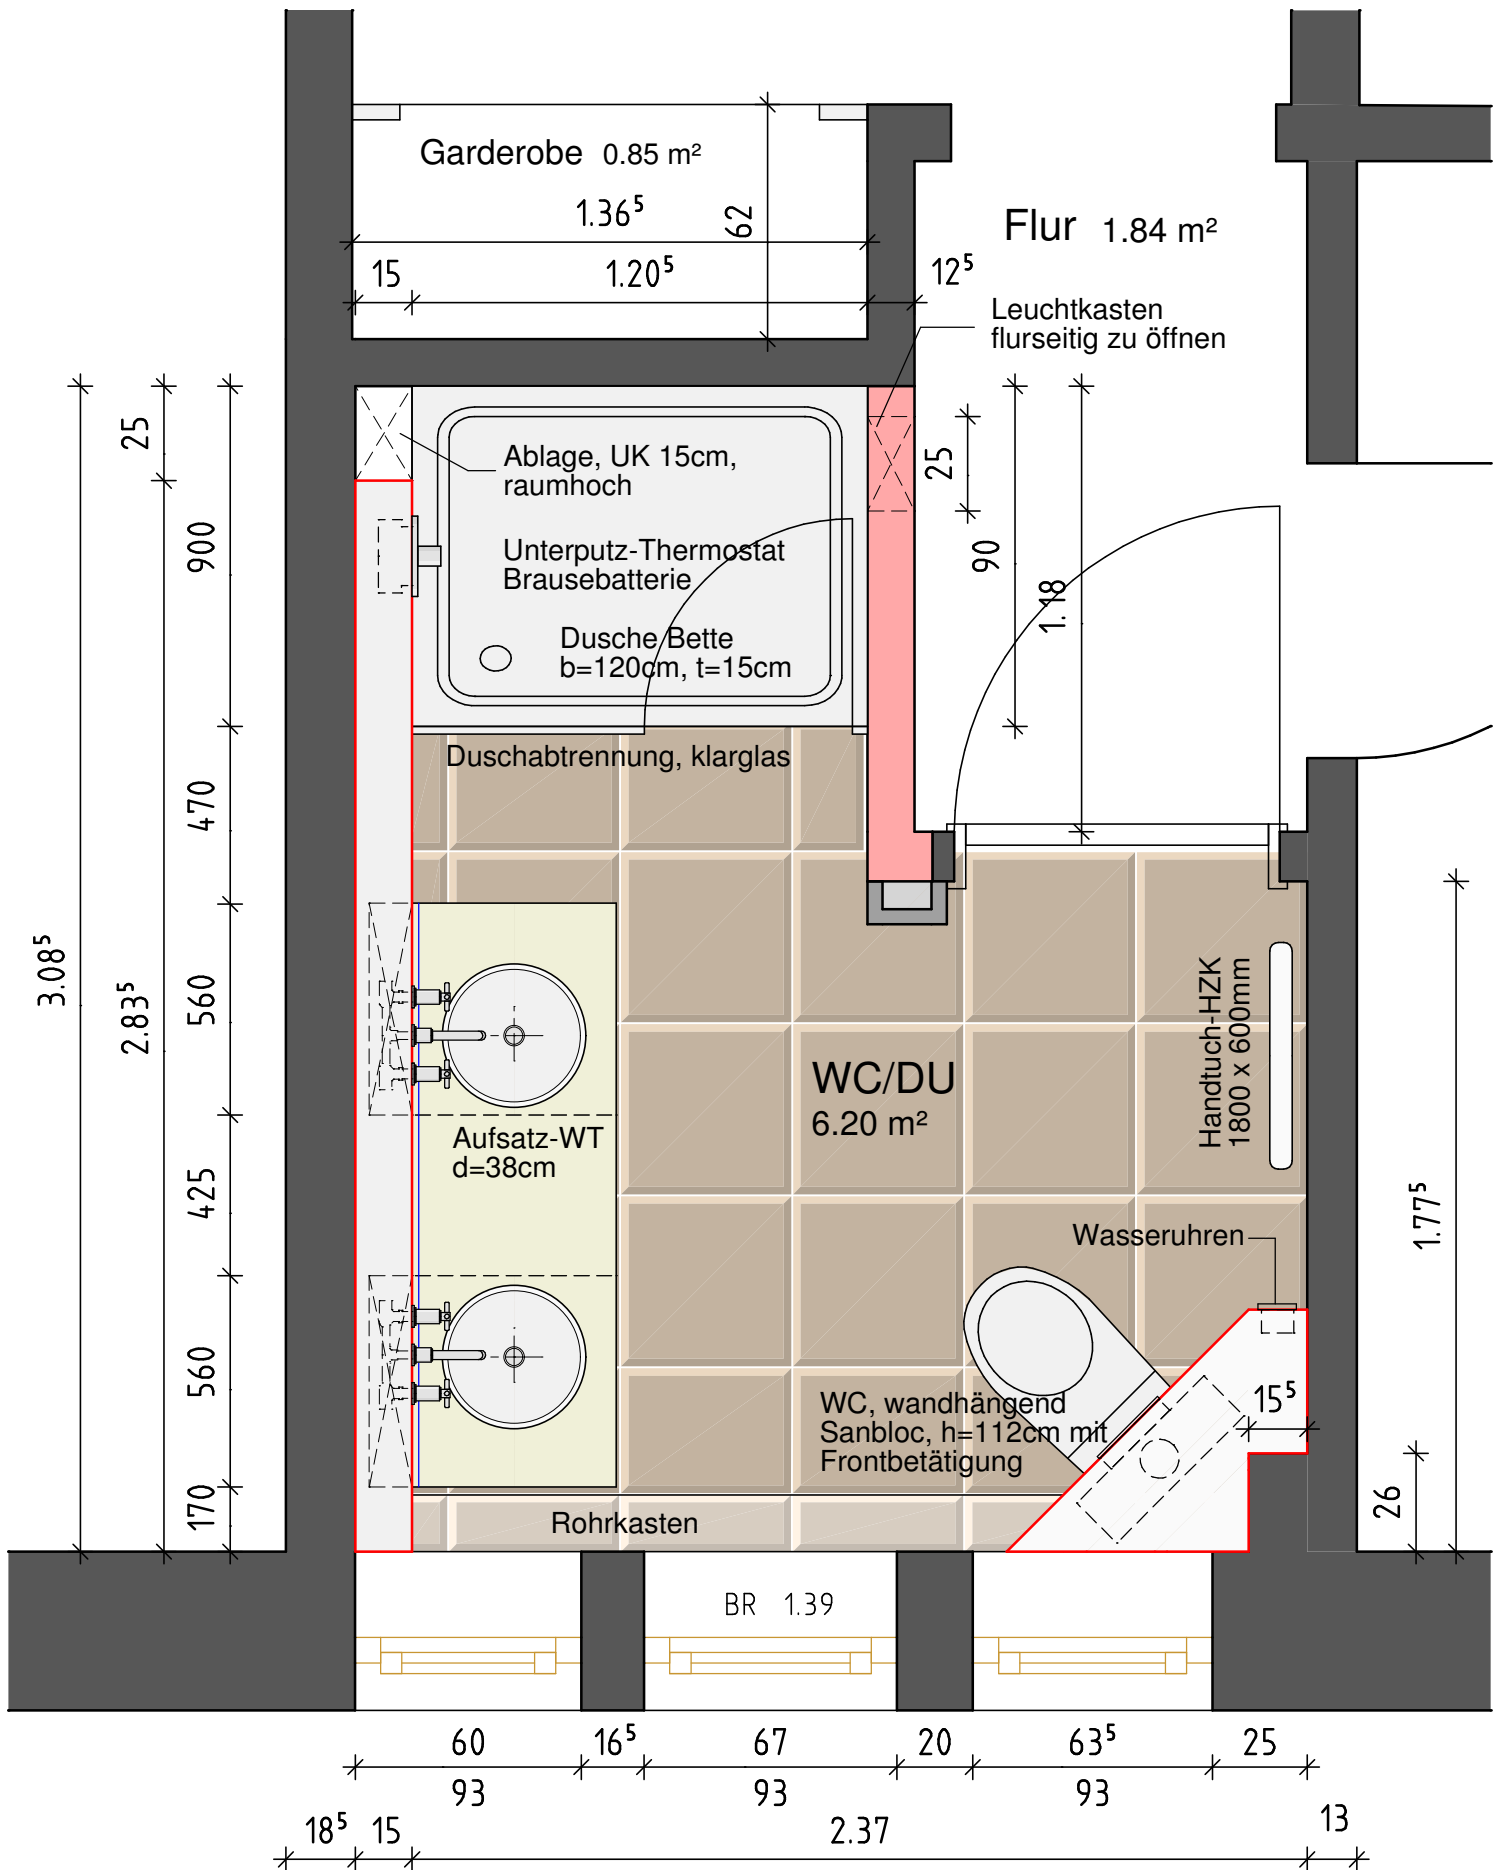 Garderobe 0.85 m²
1.36⁵
62
15
1.20⁵
12⁵
Flur 1.84 m²
Leuchtkasten
flurseitig zu öffnen
25
900
Ablage, UK 15cm,
raumhoch
Unterputz-Thermostat
Brausebatterie
Dusche Bette
b=120cm, t=15cm
25
90
1.18
Duschabtrennung, klarglas
470
3.08⁵
2.83⁵
560
Aufsatz-WT
d=38cm
WC/DU
6.20 m²
Handtuch-HZK
1800 x 600mm
425
Wasseruhren
1.77⁵
560
WC, wandhängend
Sanbloc, h=112cm mit
Frontbetätigung
15⁵
26
170
Rohrkasten
BR 1.39
60 16⁵ 67 20 63⁵ 25
93 93 93
18⁵ 15 2.37 13